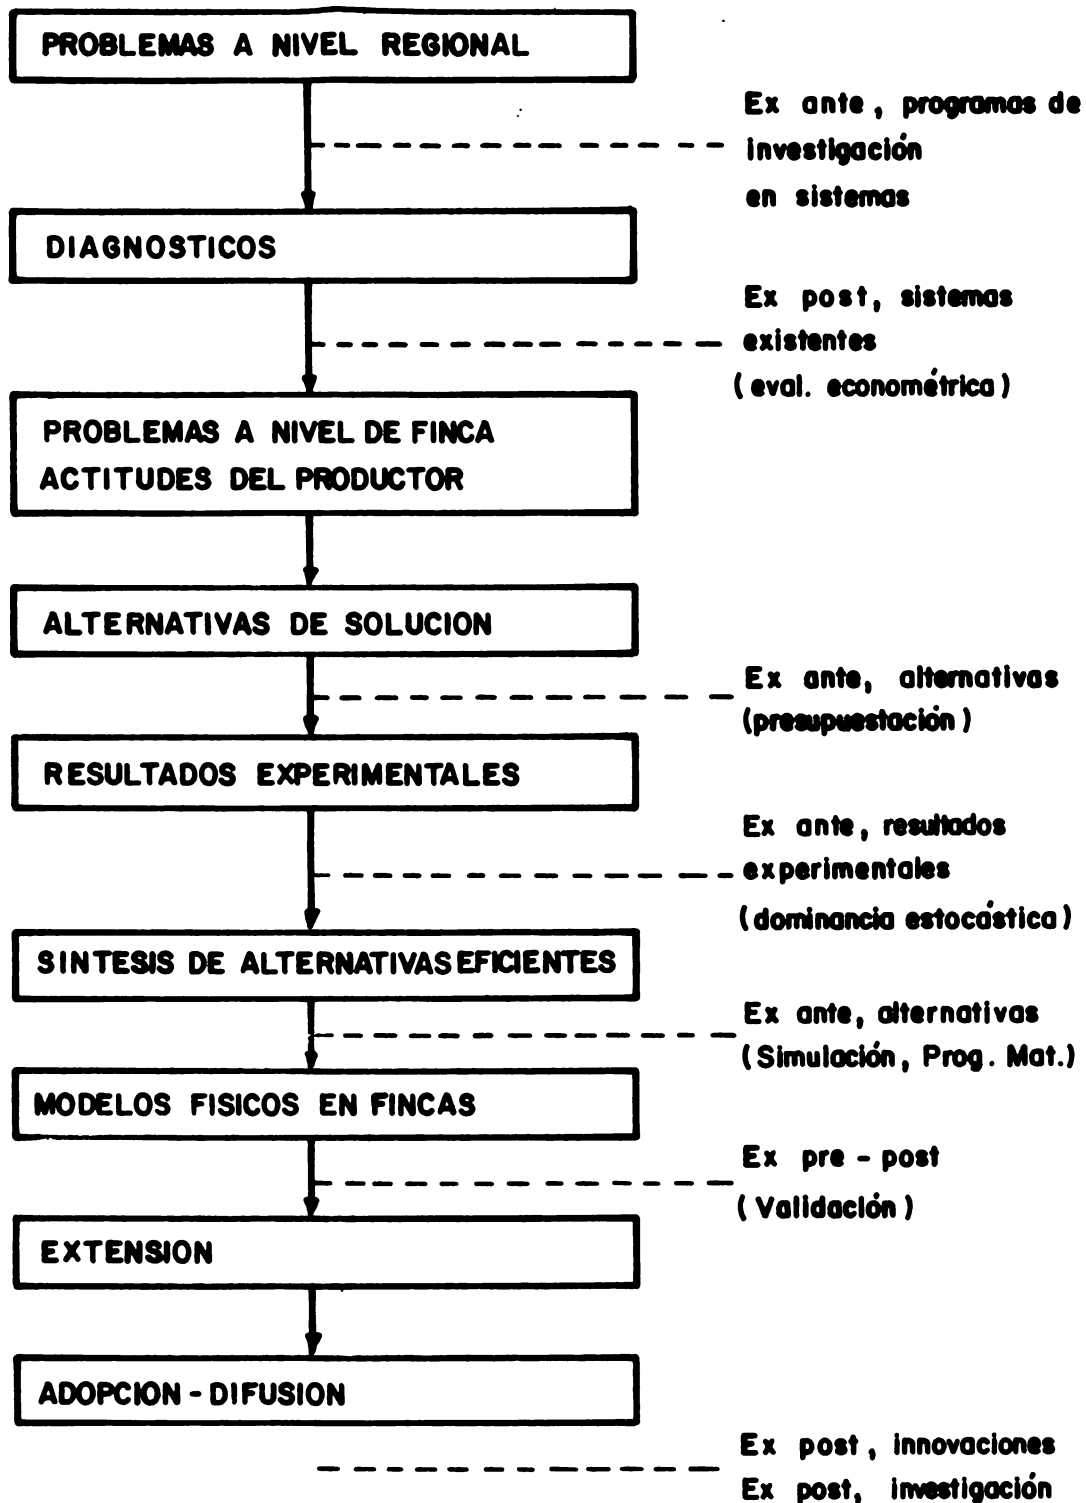 PROBLEMAS A NIVEL REGIONAL
Ex ante, programas de
investigación
en sistemas
DIAGNOSTICOS
Ex post, sistemas
existentes
(eval. econométrica)
PROBLEMAS A NIVEL DE FINCA
ACTITUDES DEL PRODUCTOR
ALTERNATIVAS DE SOLUCION
Ex ante, alternativas
(presupuestación)
RESULTADOS EXPERIMENTALES
Ex ante, resultados
experimentales
(dominancia estocástica)
SINTESIS DE ALTERNATIVAS EFICIENTES
Ex ante, alternativas
(Simulación, Prog. Mat.)
MODELOS FISICOS EN FINCAS
Ex pre - post
(Validación)
EXTENSION
ADOPCION - DIFUSION
Ex post, innovaciones
Ex post, investigación